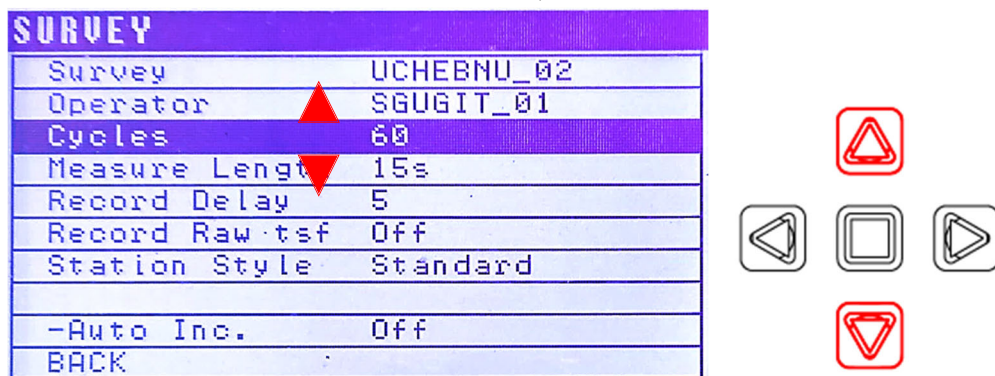 SURVEY
Survey UCHEBNU_02
Operator SGUGIT_01
Cycles 60
Measure Lengt 15s
Record Delay 5
Record Raw tsf Off
Station Style Standard
-Auto Inc. Off
BACK